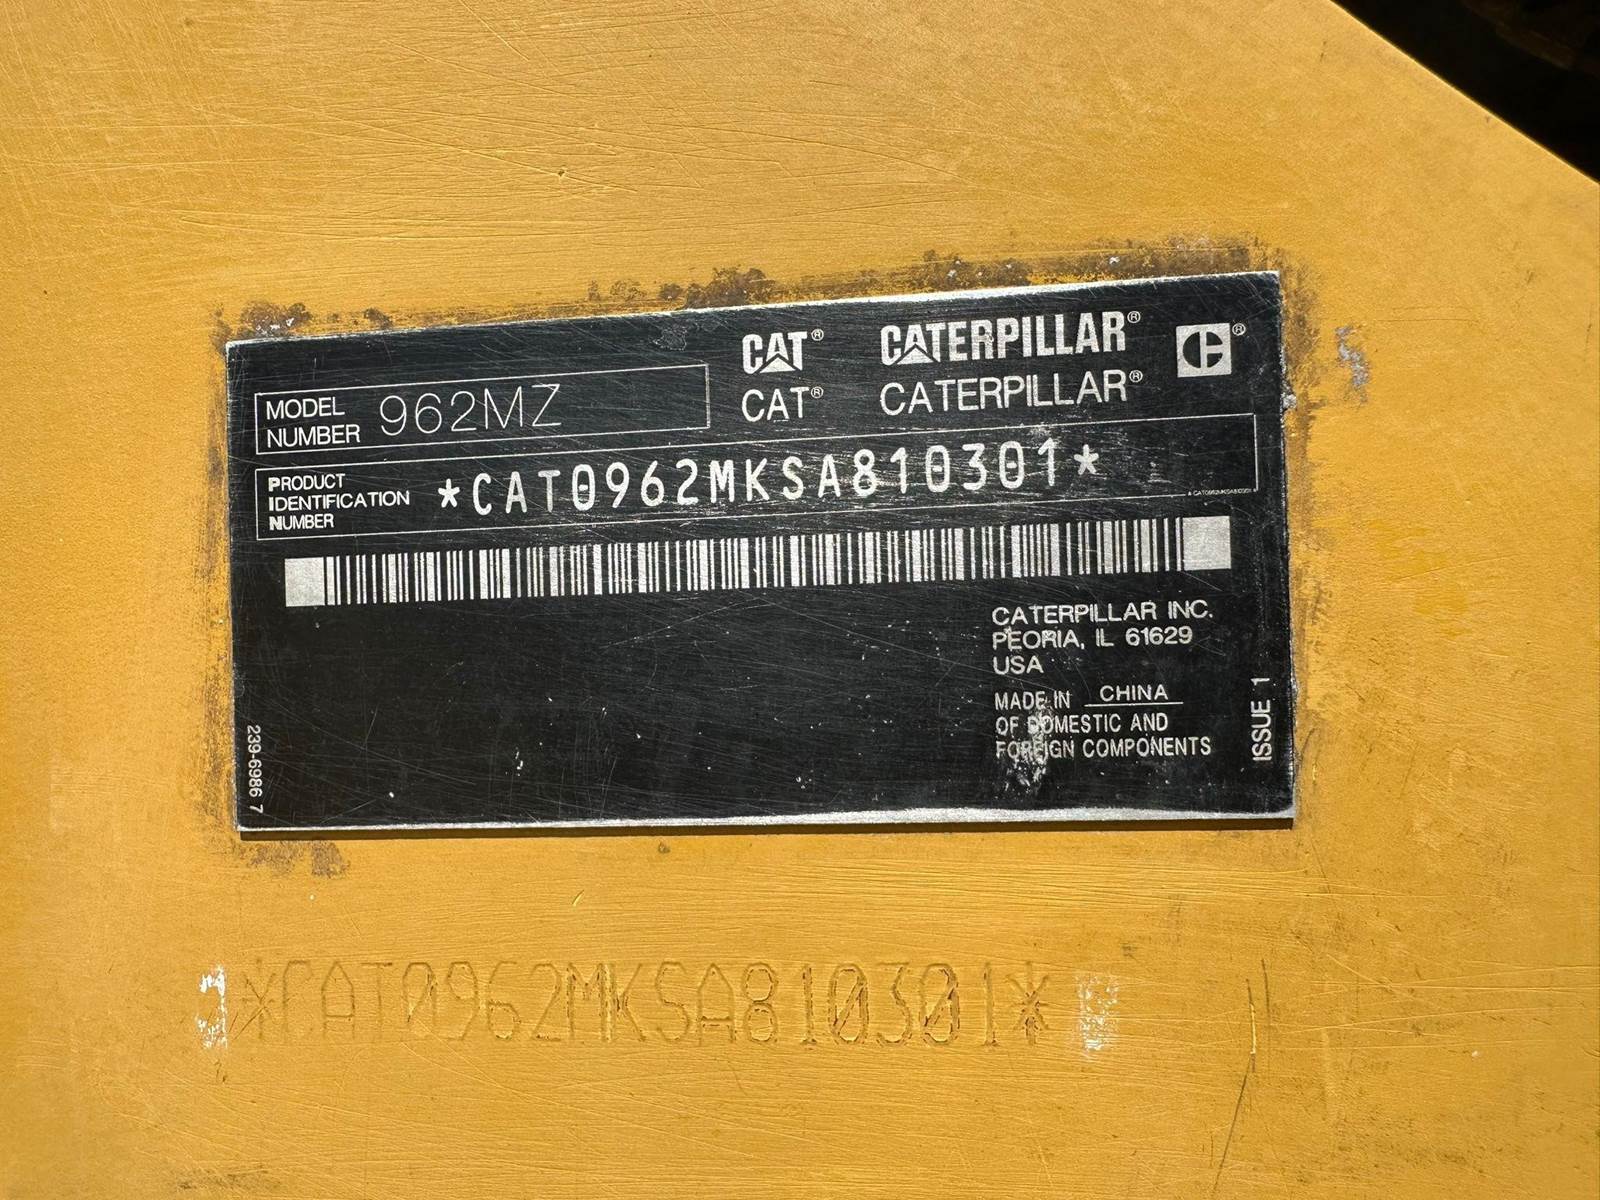 CAT® CATERPILLAR®
CAT® CATERPILLAR®
MODEL NUMBER 962MZ
PRODUCT IDENTIFICATION NUMBER *CAT0962MKSA810301*
*CAT0962MKSA810301
CATERPILLAR INC.
PEORIA, IL 61629
USA
MADE IN CHINA
OF DOMESTIC AND
FOREIGN COMPONENTS
ISSUE 1
239-6986 7
*CAT0962MKSA810301*